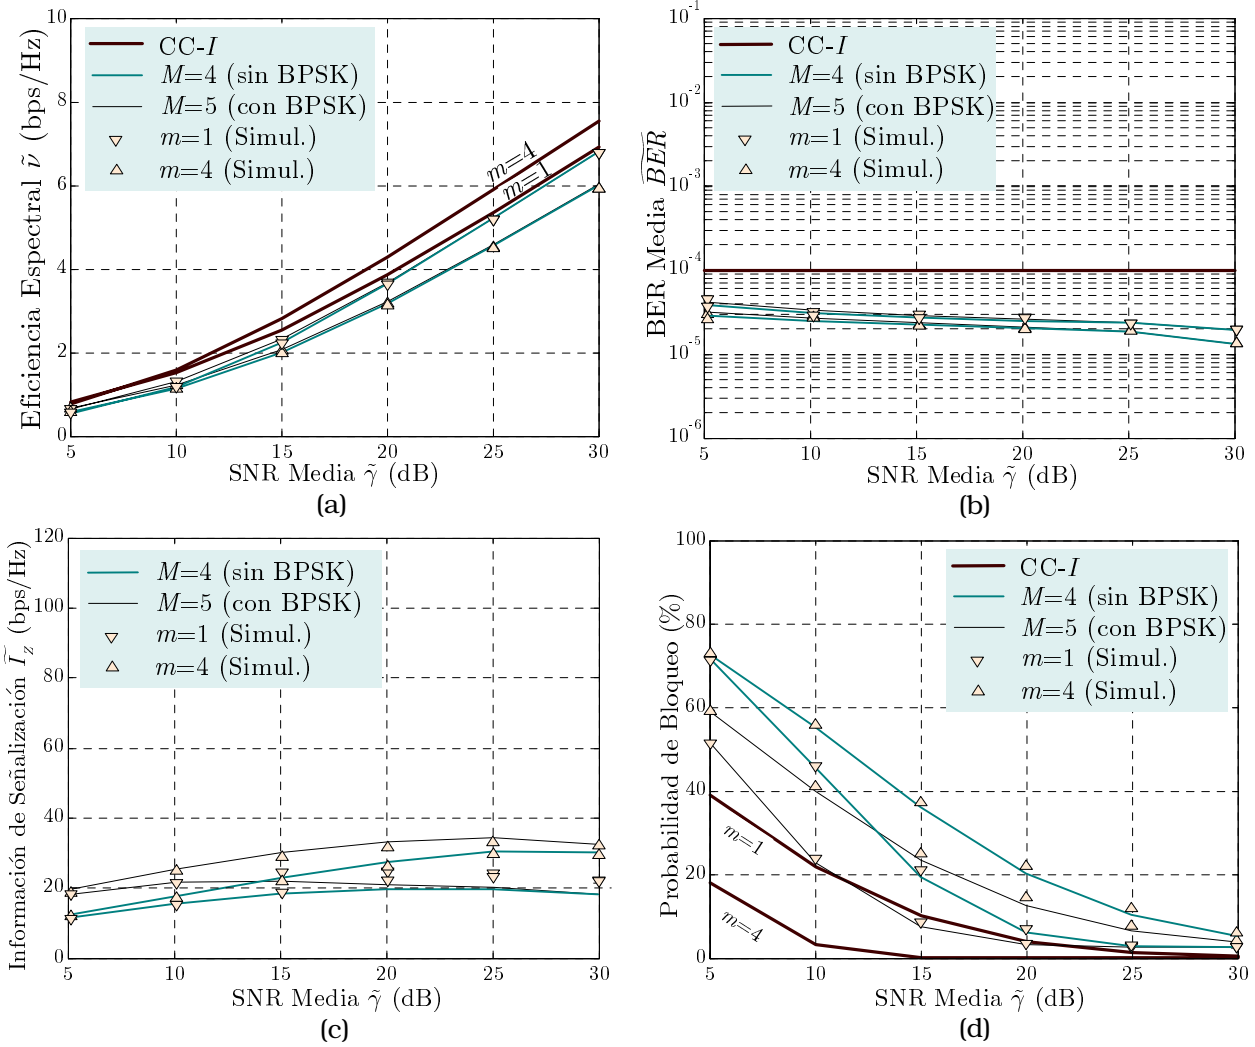 10
8
6
4
2
0
Eficiencia Espectral ν̃ (bps/Hz)
CC-I
M=4 (sin BPSK)
M=5 (con BPSK)
m=1 (Simul.)
m=4 (Simul.)
m=4
m=1
5 10 15 20 25 30
SNR Media γ̃ (dB)
(a)
10⁻¹
10⁻²
10⁻³
10⁻⁴
10⁻⁵
10⁻⁶
BER Media B̃ER
CC-I
M=4 (sin BPSK)
M=5 (con BPSK)
m=1 (Simul.)
m=4 (Simul.)
5 10 15 20 25 30
SNR Media γ̃ (dB)
(b)
120
100
80
60
40
20
0
Información de Señalización Ĩ_z (bps/Hz)
M=4 (sin BPSK)
M=5 (con BPSK)
m=1 (Simul.)
m=4 (Simul.)
5 10 15 20 25 30
SNR Media γ̃ (dB)
(c)
100
80
60
40
20
0
Probabilidad de Bloqueo (%)
CC-I
M=4 (sin BPSK)
M=5 (con BPSK)
m=1 (Simul.)
m=4 (Simul.)
m=1
m=4
5 10 15 20 25 30
SNR Media γ̃ (dB)
(d)